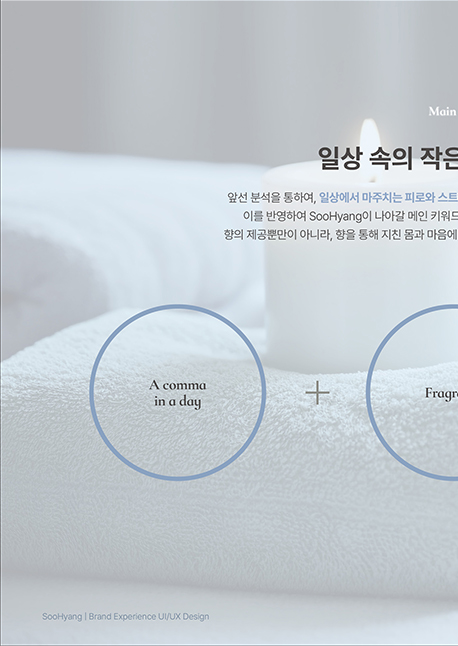 Main
일상 속의 작은
앞선 분석을 통하여, 일상에서 마주치는 피로와 스트
이를 반영하여 SooHyang이 나아갈 메인 키워드
향의 제공뿐만이 아니라, 향을 통해 지친 몸과 마음에
A comma
in a day
+
Fragr
SooHyang | Brand Experience UI/UX Design